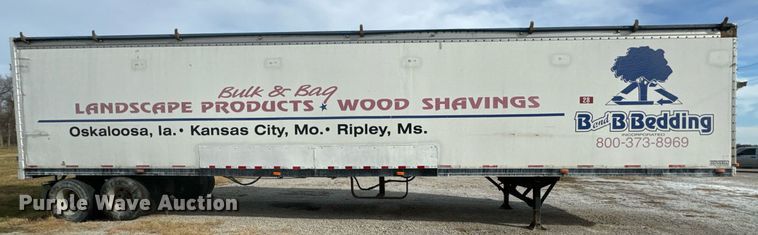 Bulk & Bag
LANDSCAPE PRODUCTS ★ WOOD SHAVINGS
Oskaloosa, Ia. • Kansas City, Mo. • Ripley, Ms.
28
B and B Bedding
INCORPORATED
800-373-8969
Purple Wave Auction